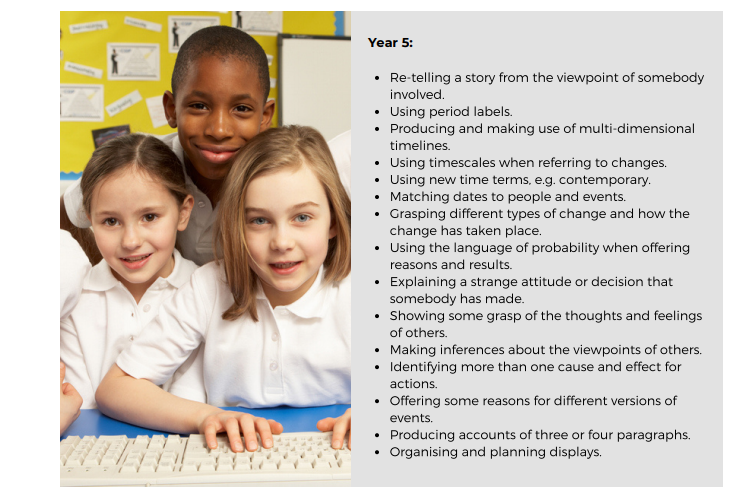 Year 5:
• Re-telling a story from the viewpoint of somebody
involved.
• Using period labels.
• Producing and making use of multi-dimensional
timelines.
• Using timescales when referring to changes.
• Using new time terms, e.g. contemporary.
• Matching dates to people and events.
• Grasping different types of change and how the
change has taken place.
• Using the language of probability when offering
reasons and results.
• Explaining a strange attitude or decision that
somebody has made.
• Showing some grasp of the thoughts and feelings
of others.
• Making inferences about the viewpoints of others.
• Identifying more than one cause and effect for
actions.
• Offering some reasons for different versions of
events.
• Producing accounts of three or four paragraphs.
• Organising and planning displays.